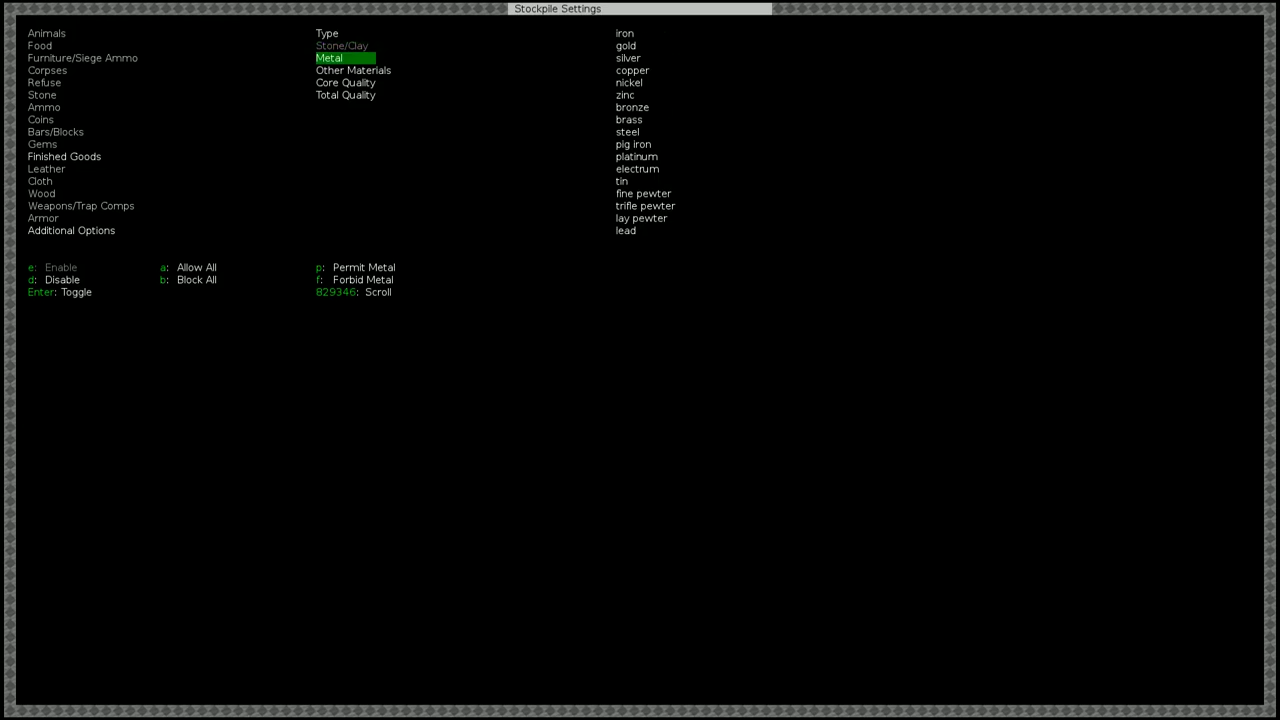 Stockpile Settings
Animals
Food
Furniture/Siege Ammo
Corpses
Refuse
Stone
Ammo
Coins
Bars/Blocks
Gems
Finished Goods
Leather
Cloth
Wood
Weapons/Trap Comps
Armor
Additional Options
Type
Stone/Clay
Metal
Other Materials
Core Quality
Total Quality
iron
gold
silver
copper
nickel
zinc
bronze
brass
steel
pig iron
platinum
electrum
tin
fine pewter
trifle pewter
lay pewter
lead
e: Enable
d: Disable
Enter: Toggle
a: Allow All
b: Block All
p: Permit Metal
f: Forbid Metal
829346: Scroll